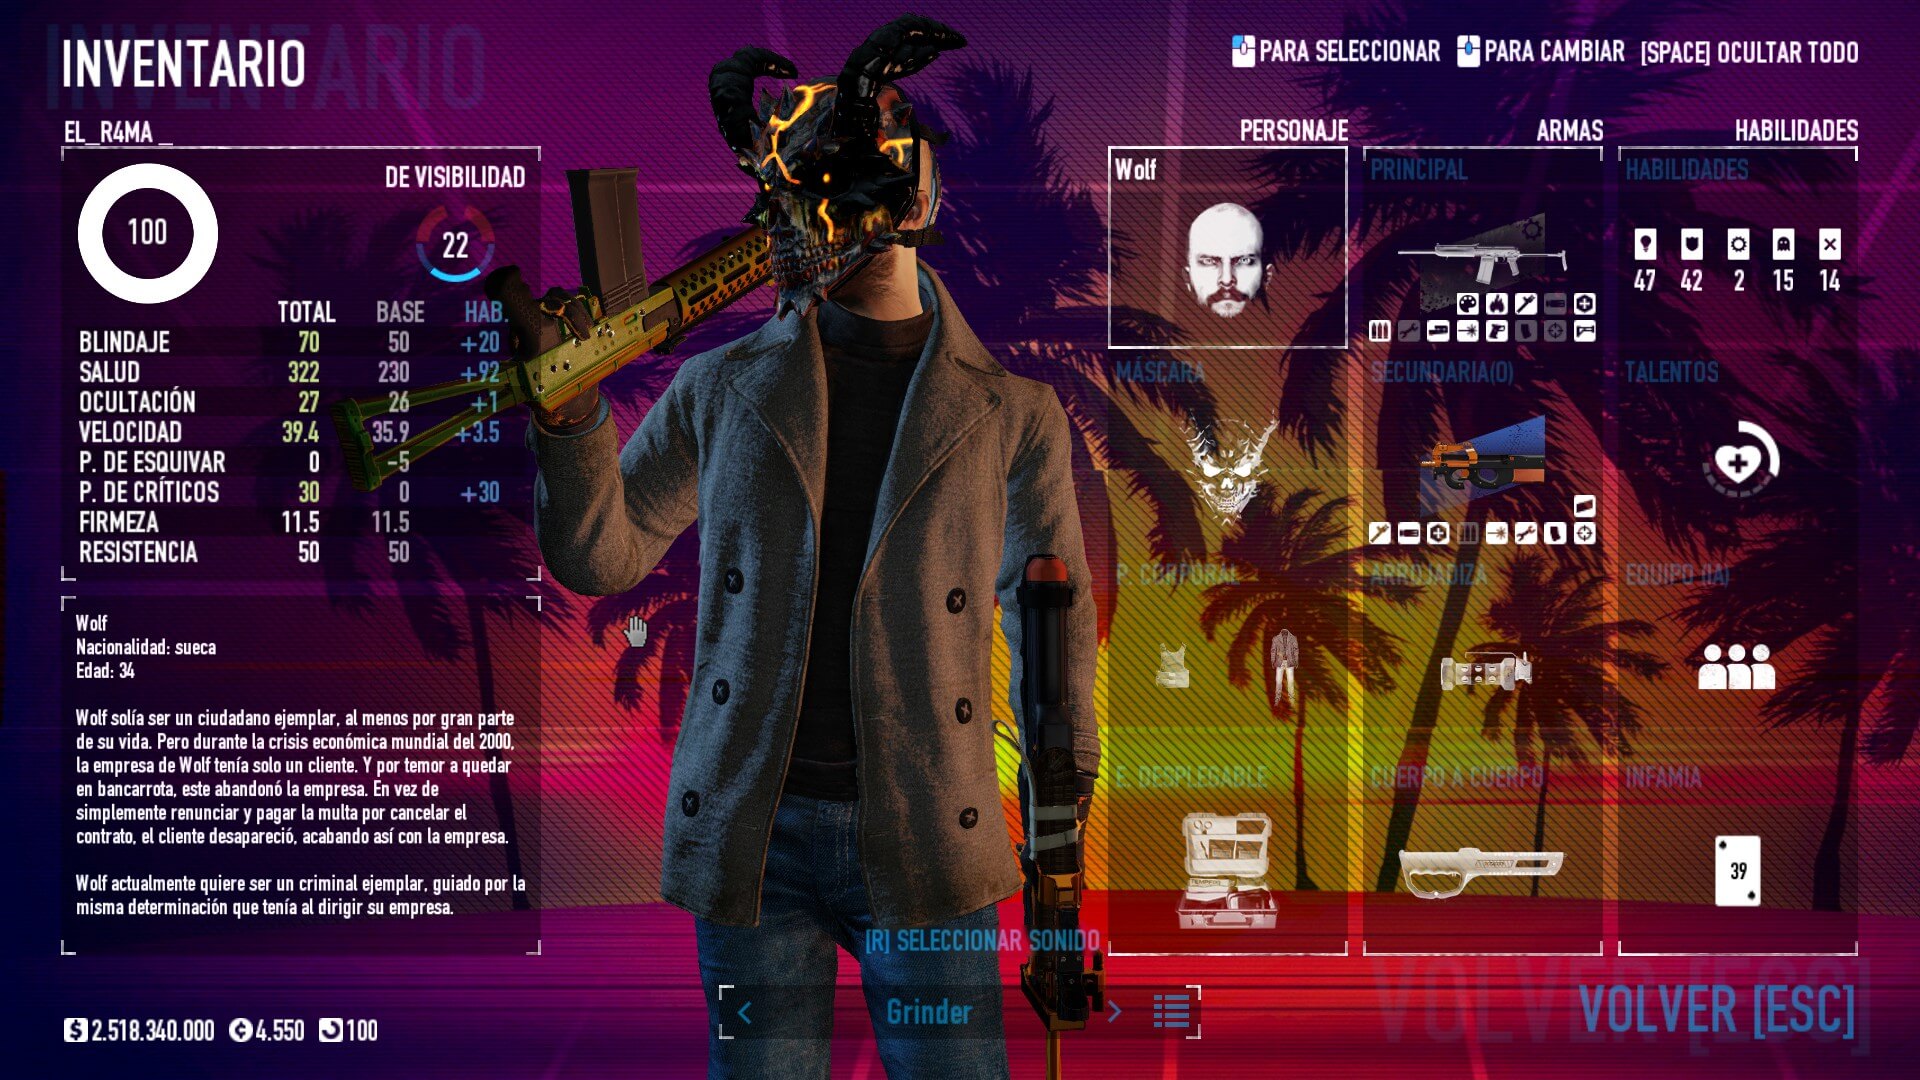 INVENTARIO
PARA SELECCIONAR PARA CAMBIAR [SPACE] OCULTAR TODO
EL_R4MA _
100
DE VISIBILIDAD
22
TOTAL BASE HAB.
BLINDAJE 70 50 +20
SALUD 322 230 +92
OCULTACIÓN 27 26 +1
VELOCIDAD 39.4 35.9 +3.5
P. DE ESQUIVAR 0 -5
P. DE CRÍTICOS 30 0 +30
FIRMEZA 11.5 11.5
RESISTENCIA 50 50
Wolf
Nacionalidad: sueca
Edad: 34
Wolf solía ser un ciudadano ejemplar, al menos por gran parte
de su vida. Pero durante la crisis económica mundial del 2000,
la empresa de Wolf tenía solo un cliente. Y por temor a quedar
en bancarrota, este abandonó la empresa. En vez de
simplemente renunciar y pagar la multa por cancelar el
contrato, el cliente desapareció, acabando así con la empresa.
Wolf actualmente quiere ser un criminal ejemplar, guiado por la
misma determinación que tenía al dirigir su empresa.
2.518.340.000 4.550 100
PERSONAJE ARMAS HABILIDADES
Wolf
PRINCIPAL
HABILIDADES
47 42 2 15 14
MÁSCARA
SECUNDARIA(O)
TALENTOS
P. CORPORAL
ARROJADIZA
EQUIPO (IA)
E. DESPLEGABLE
CUERPO A CUERPO
INFAMIA
39
[R] SELECCIONAR SONIDO
Grinder
VOLVER [ESC]